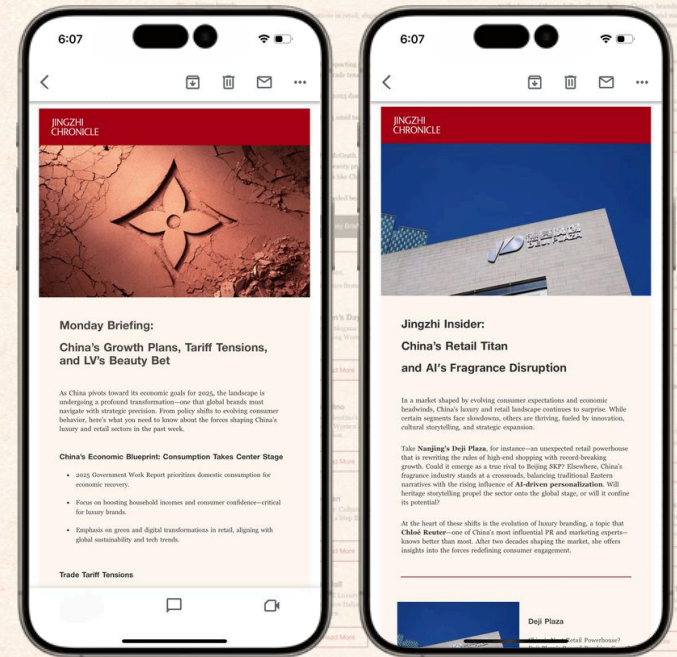 6:07
JINGZHI
CHRONICLE
Monday Briefing:
China's Growth Plans, Tariff Tensions,
and LV's Beauty Bet
As China pivots toward its economic goals for 2025, the landscape is
undergoing a profound transformation—one that global brands must
navigate with strategic precision. From policy shifts to evolving consumer
behavior, here's what you need to know about the forces shaping China's
luxury and retail sectors in the past week.
China's Economic Blueprint: Consumption Takes Center Stage
• 2025 Government Work Report prioritizes domestic consumption for
economic recovery.
• Focus on boosting household incomes and consumer confidence—critical
for luxury brands.
• Emphasis on green and digital transformations in retail, aligning with
global sustainability and tech trends.
Trade Tariff Tensions
6:07
JINGZHI
CHRONICLE
DEJI PLAZA
Jingzhi Insider:
China's Retail Titan
and AI's Fragrance Disruption
In a market shaped by evolving consumer expectations and economic
headwinds, China's luxury and retail landscape continues to surprise. While
certain segments face slowdowns, others are thriving, fueled by innovation,
cultural storytelling, and strategic expansion.
Take Nanjing's Deji Plaza, for instance—an unexpected retail powerhouse
that is rewriting the rules of high-end shopping with record-breaking
growth. Could it emerge as a true rival to Beijing SKP? Elsewhere, China's
fragrance industry stands at a crossroads, balancing traditional Eastern
narratives with the rising influence of AI-driven personalization. Will
heritage storytelling propel the sector onto the global stage, or will it confine
its potential?
At the heart of these shifts is the evolution of luxury branding, a topic that
Chloé Reuter—one of China's most influential PR and marketing experts—
knows better than most. After two decades shaping the market, she offers
insights into the forces redefining consumer engagement.
Deji Plaza
Retail Powerhouse?